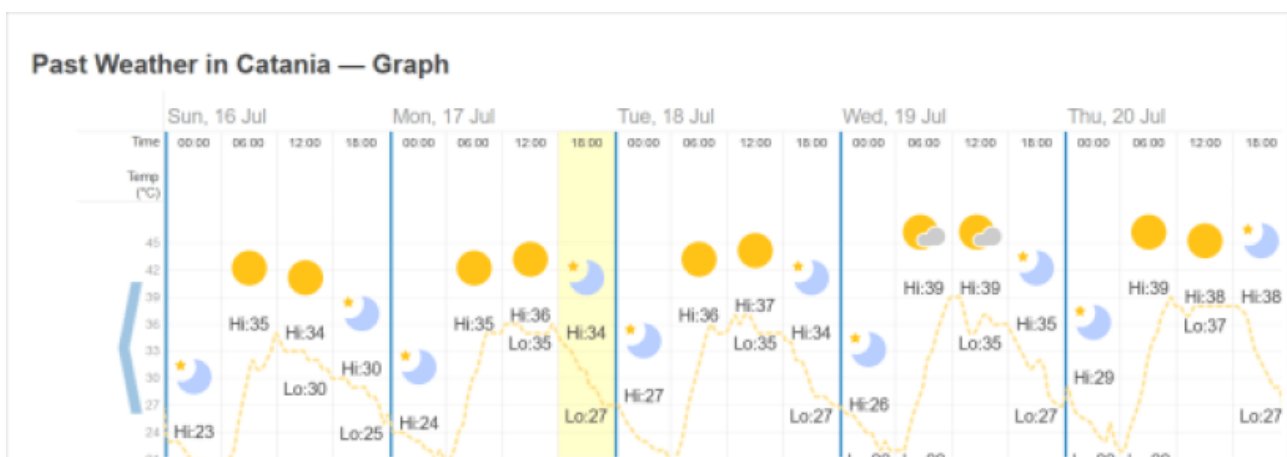 Past Weather in Catania — Graph
Sun, 16 Jul Mon, 17 Jul Tue, 18 Jul Wed, 19 Jul Thu, 20 Jul
Time 00:00 06:00 12:00 18:00 00:00 06:00 12:00 18:00 00:00 06:00 12:00 18:00 00:00 06:00 12:00 18:00 00:00 06:00 12:00 18:00
Temp
(°C)
45
42
39 Hi:39 Hi:39 Hi:39 Hi:38 Hi:38
36 Hi:35 Hi:34 Hi:35 Hi:36 Hi:34 Hi:36 Hi:37 Hi:34 Hi:35 Lo:37
33 Lo:35 Lo:35 Lo:35
30 Lo:30 Hi:30 Hi:29
27 Lo:27 Hi:27 Lo:27 Hi:26 Lo:27 Lo:27
24 Hi:23 Lo:25 Hi:24